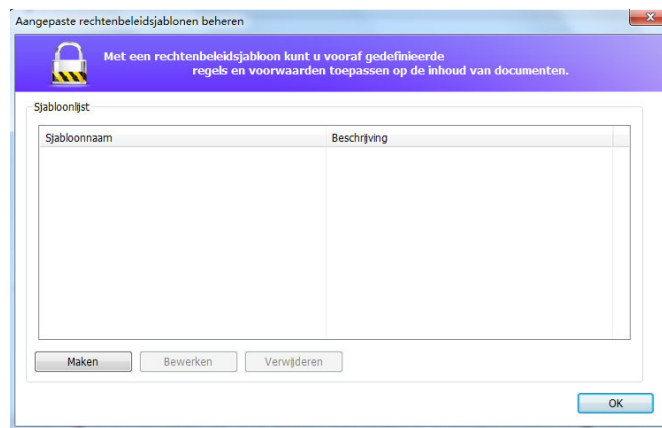 Aangepaste rechtenbeleidsjablonen beheren
Met een rechtenbeleidsjabloon kunt u vooraf gedefinieerde
regels en voorwaarden toepassen op de inhoud van documenten.
Sjabloonlijst
Sjabloonnaam Beschrijving
Maken Bewerken Verwijderen
OK